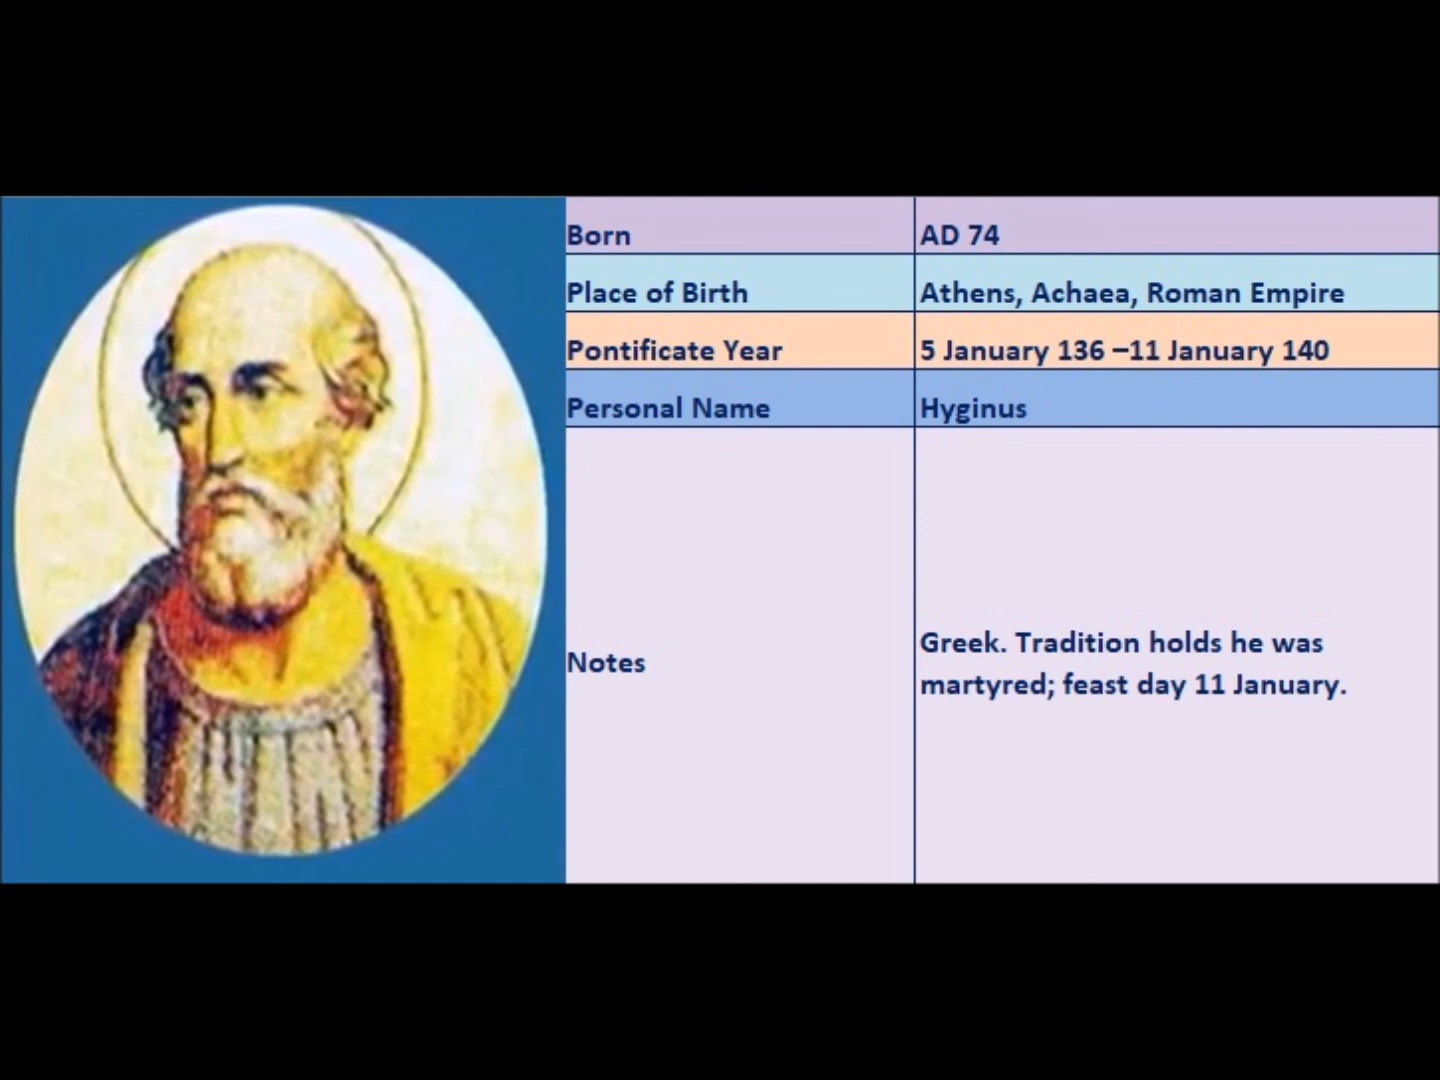 Born AD 74
Place of Birth Athens, Achaea, Roman Empire
Pontificate Year 5 January 136 –11 January 140
Personal Name Hyginus
Notes Greek. Tradition holds he was
martyred; feast day 11 January.